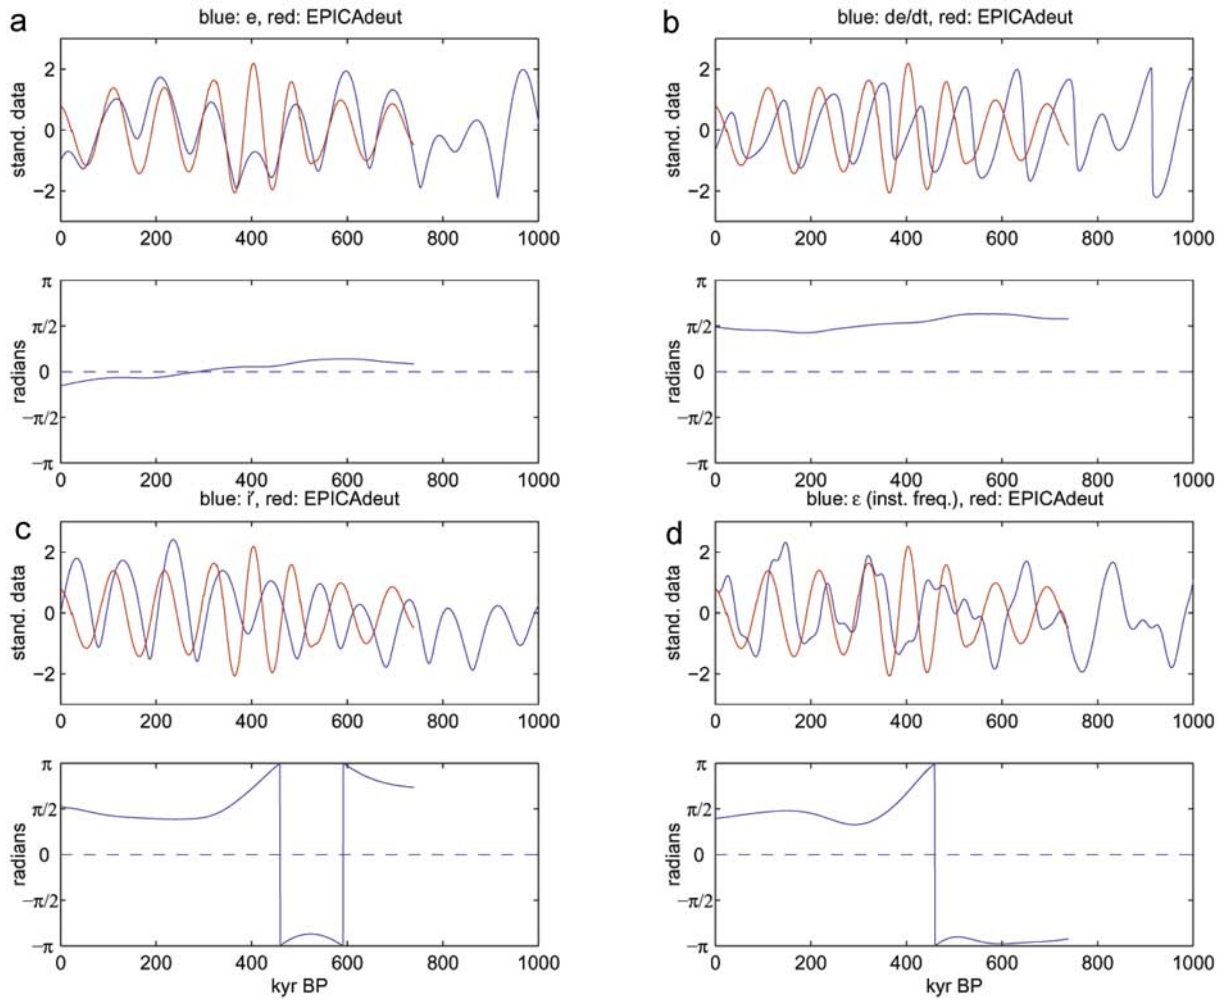 a
blue: e, red: EPICAdeut
stand. data
2
0
−2
0 200 400 600 800 1000
radians
π
π/2
0
−π/2
−π
0 200 400 600 800 1000
b
blue: de/dt, red: EPICAdeut
stand. data
2
0
−2
0 200 400 600 800 1000
radians
π
π/2
0
−π/2
−π
0 200 400 600 800 1000
c
blue: i', red: EPICAdeut
stand. data
2
0
−2
0 200 400 600 800 1000
radians
π
π/2
0
−π/2
−π
0 200 400 600 800 1000
kyr BP
d
blue: ε (inst. freq.), red: EPICAdeut
stand. data
2
0
−2
0 200 400 600 800 1000
radians
π
π/2
0
−π/2
−π
0 200 400 600 800 1000
kyr BP